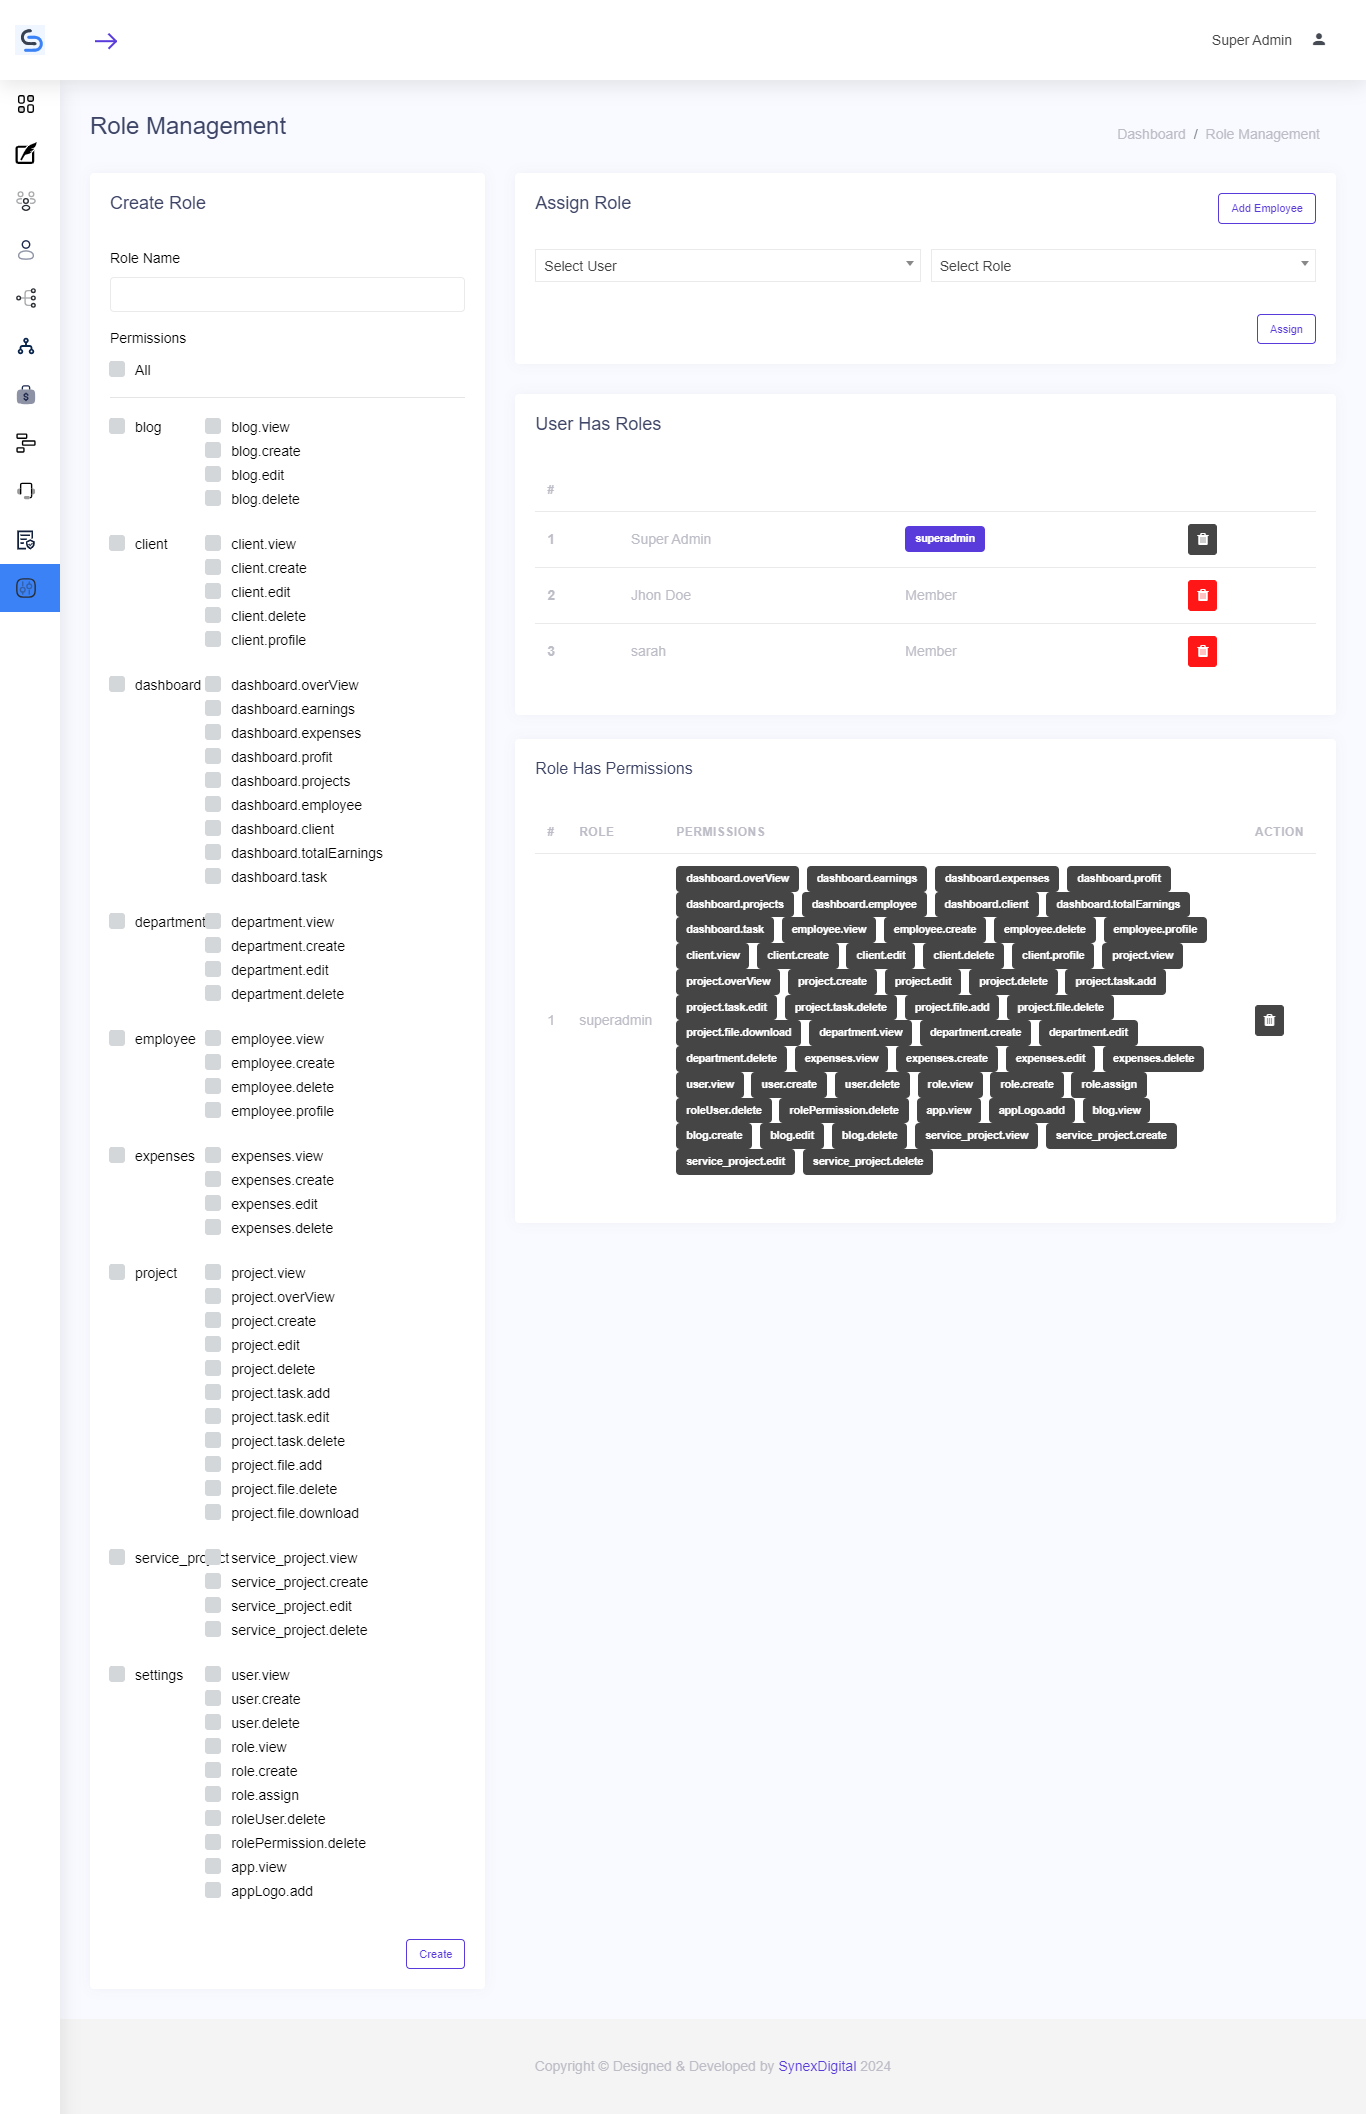 Super Admin
Role Management
Dashboard / Role Management
Create Role
Role Name
Permissions
All
blog
blog.view
blog.create
blog.edit
blog.delete
client
client.view
client.create
client.edit
client.delete
client.profile
dashboard
dashboard.overView
dashboard.earnings
dashboard.expenses
dashboard.profit
dashboard.projects
dashboard.employee
dashboard.client
dashboard.totalEarnings
dashboard.task
department
department.view
department.create
department.edit
department.delete
employee
employee.view
employee.create
employee.delete
employee.profile
expenses
expenses.view
expenses.create
expenses.edit
expenses.delete
project
project.view
project.overView
project.create
project.edit
project.delete
project.task.add
project.task.edit
project.task.delete
project.file.add
project.file.delete
project.file.download
service_project
service_project.view
service_project.create
service_project.edit
service_project.delete
settings
user.view
user.create
user.delete
role.view
role.create
role.assign
roleUser.delete
rolePermission.delete
app.view
appLogo.add
Create
Assign Role
Add Employee
Select User
Select Role
Assign
User Has Roles
#
1 Super Admin superadmin
2 Jhon Doe Member
3 sarah Member
Role Has Permissions
# ROLE PERMISSIONS ACTION
1 superadmin
dashboard.overView dashboard.earnings dashboard.expenses dashboard.profit
dashboard.projects dashboard.employee dashboard.client dashboard.totalEarnings
dashboard.task employee.view employee.create employee.delete employee.profile
client.view client.create client.edit client.delete client.profile project.view
project.overView project.create project.edit project.delete project.task.add
project.task.edit project.task.delete project.file.add project.file.delete
project.file.download department.view department.create department.edit
department.delete expenses.view expenses.create expenses.edit expenses.delete
user.view user.create user.delete role.view role.create role.assign
roleUser.delete rolePermission.delete app.view appLogo.add blog.view
blog.create blog.edit blog.delete service_project.view service_project.create
service_project.edit service_project.delete
Copyright © Designed & Developed by SynexDigital 2024